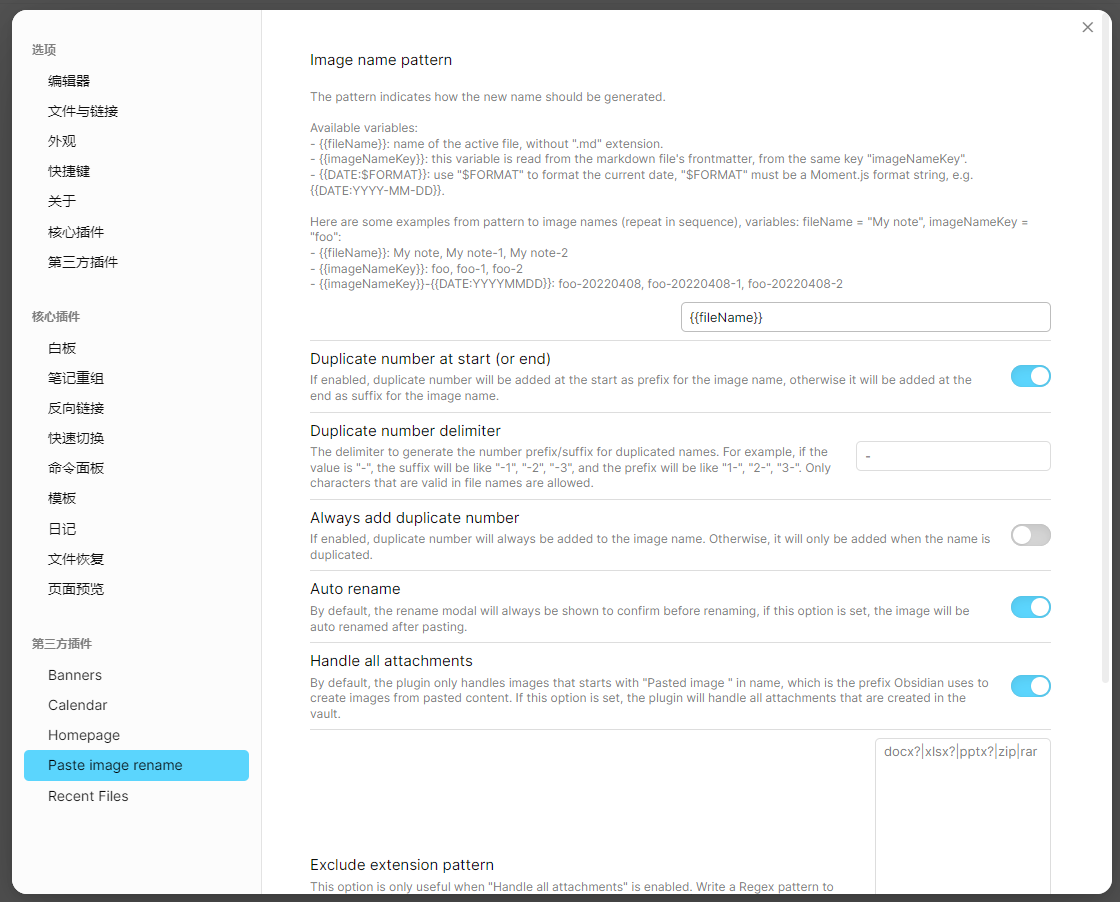 选项
编辑器
文件与链接
外观
快捷键
关于
核心插件
第三方插件
核心插件
白板
笔记重组
反向链接
快速切换
命令面板
模板
日记
文件恢复
页面预览
第三方插件
Banners
Calendar
Homepage
Paste image rename
Recent Files
Image name pattern
The pattern indicates how the new name should be generated.
Available variables:
- {{fileName}}: name of the active file, without ".md" extension.
- {{imageNameKey}}: this variable is read from the markdown file's frontmatter, from the same key "imageNameKey".
- {{DATE:$FORMAT}}: use "$FORMAT" to format the current date, "$FORMAT" must be a Moment.js format string, e.g.
{{DATE:YYYY-MM-DD}}.
Here are some examples from pattern to image names (repeat in sequence), variables: fileName = "My note", imageNameKey =
"foo":
- {{fileName}}: My note, My note-1, My note-2
- {{imageNameKey}}: foo, foo-1, foo-2
- {{imageNameKey}}-{{DATE:YYYYMMDD}}: foo-20220408, foo-20220408-1, foo-20220408-2
{{fileName}}
Duplicate number at start (or end)
If enabled, duplicate number will be added at the start as prefix for the image name, otherwise it will be added at the
end as suffix for the image name.
Duplicate number delimiter
The delimiter to generate the number prefix/suffix for duplicated names. For example, if the
value is "-", the suffix will be like "-1", "-2", "-3", and the prefix will be like "1-", "2-", "3-". Only
characters that are valid in file names are allowed.
-
Always add duplicate number
If enabled, duplicate number will always be added to the image name. Otherwise, it will only be added when the name is
duplicated.
Auto rename
By default, the rename modal will always be shown to confirm before renaming, if this option is set, the image will be
auto renamed after pasting.
Handle all attachments
By default, the plugin only handles images that starts with "Pasted image " in name, which is the prefix Obsidian uses to
create images from pasted content. If this option is set, the plugin will handle all attachments that are created in the
vault.
docx?|xlsx?|pptx?|zip|rar
Exclude extension pattern
This option is only useful when "Handle all attachments" is enabled. Write a Regex pattern to